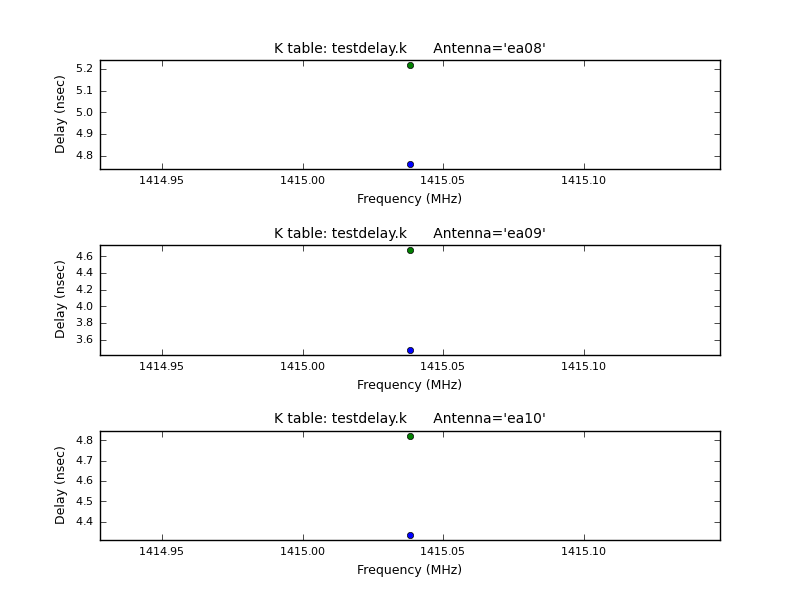 K table: testdelay.k Antenna='ea08'
5.2
5.1
5.0
4.9
4.8
Delay (nsec)
1414.95 1415.00 1415.05 1415.10
Frequency (MHz)
K table: testdelay.k Antenna='ea09'
4.6
4.4
4.2
4.0
3.8
3.6
Delay (nsec)
1414.95 1415.00 1415.05 1415.10
Frequency (MHz)
K table: testdelay.k Antenna='ea10'
4.8
4.7
4.6
4.5
4.4
Delay (nsec)
1414.95 1415.00 1415.05 1415.10
Frequency (MHz)